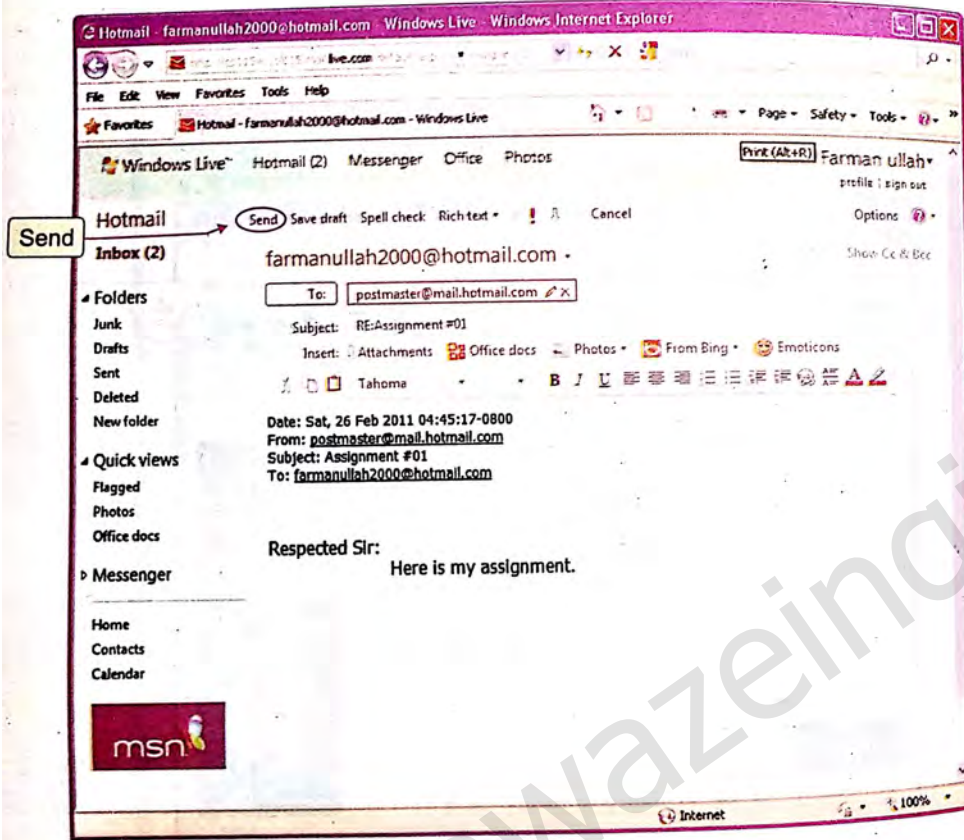 Hotmail - farmanullah2000@hotmail.com - Windows Live - Windows Internet Explorer
live.com
File Edit View Favorites Tools Help
Favorites Hotmail - farmanullah2000@hotmail.com - Windows Live Page Safety Tools
Windows Live Hotmail (2) Messenger Office Photos Print (Alt+R) Farman ullah
profile | sign out
Hotmail Send Save draft Spell check Rich text Cancel Options
Send
Inbox (2) farmanullah2000@hotmail.com Show Cc & Bcc
Folders To: postmaster@mail.hotmail.com
Junk Subject: RE:Assignment #01
Drafts Insert: Attachments Office docs Photos From Bing Emoticons
Sent Tahoma B I U
Deleted
New folder Date: Sat, 26 Feb 2011 04:45:17-0800
From: postmaster@mail.hotmail.com
Quick views Subject: Assignment #01
Flagged To: farmanullah2000@hotmail.com
Photos
Office docs Respected Sir:
Messenger Here is my assignment.
Home
Contacts
Calendar
msn
Internet 100%
wazein